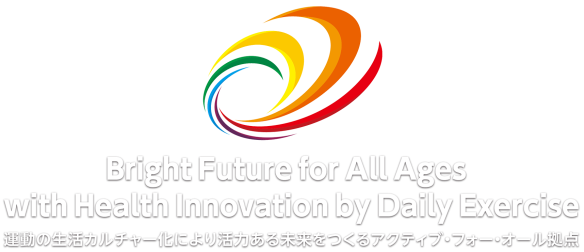 Bright Future for All Ages
with Health Innovation by Daily Exercise
運動の生活カルチャー化により活力ある未来をつくるアクティブ・フォー・オール拠点